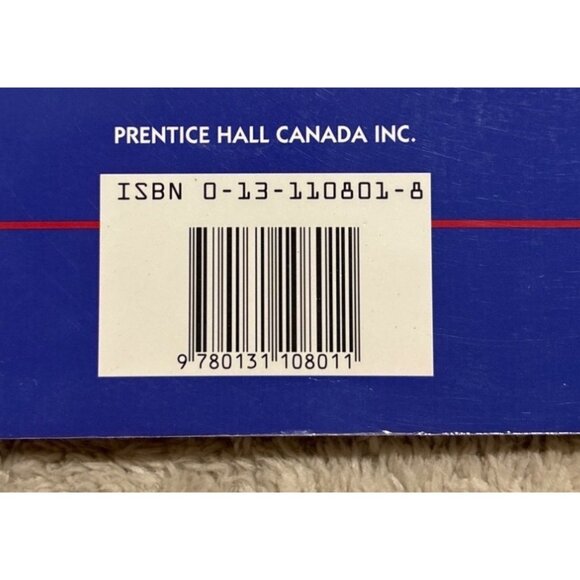 PRENTICE HALL CANADA INC.
ISBN 0-13-110801-8
9 780131 108011